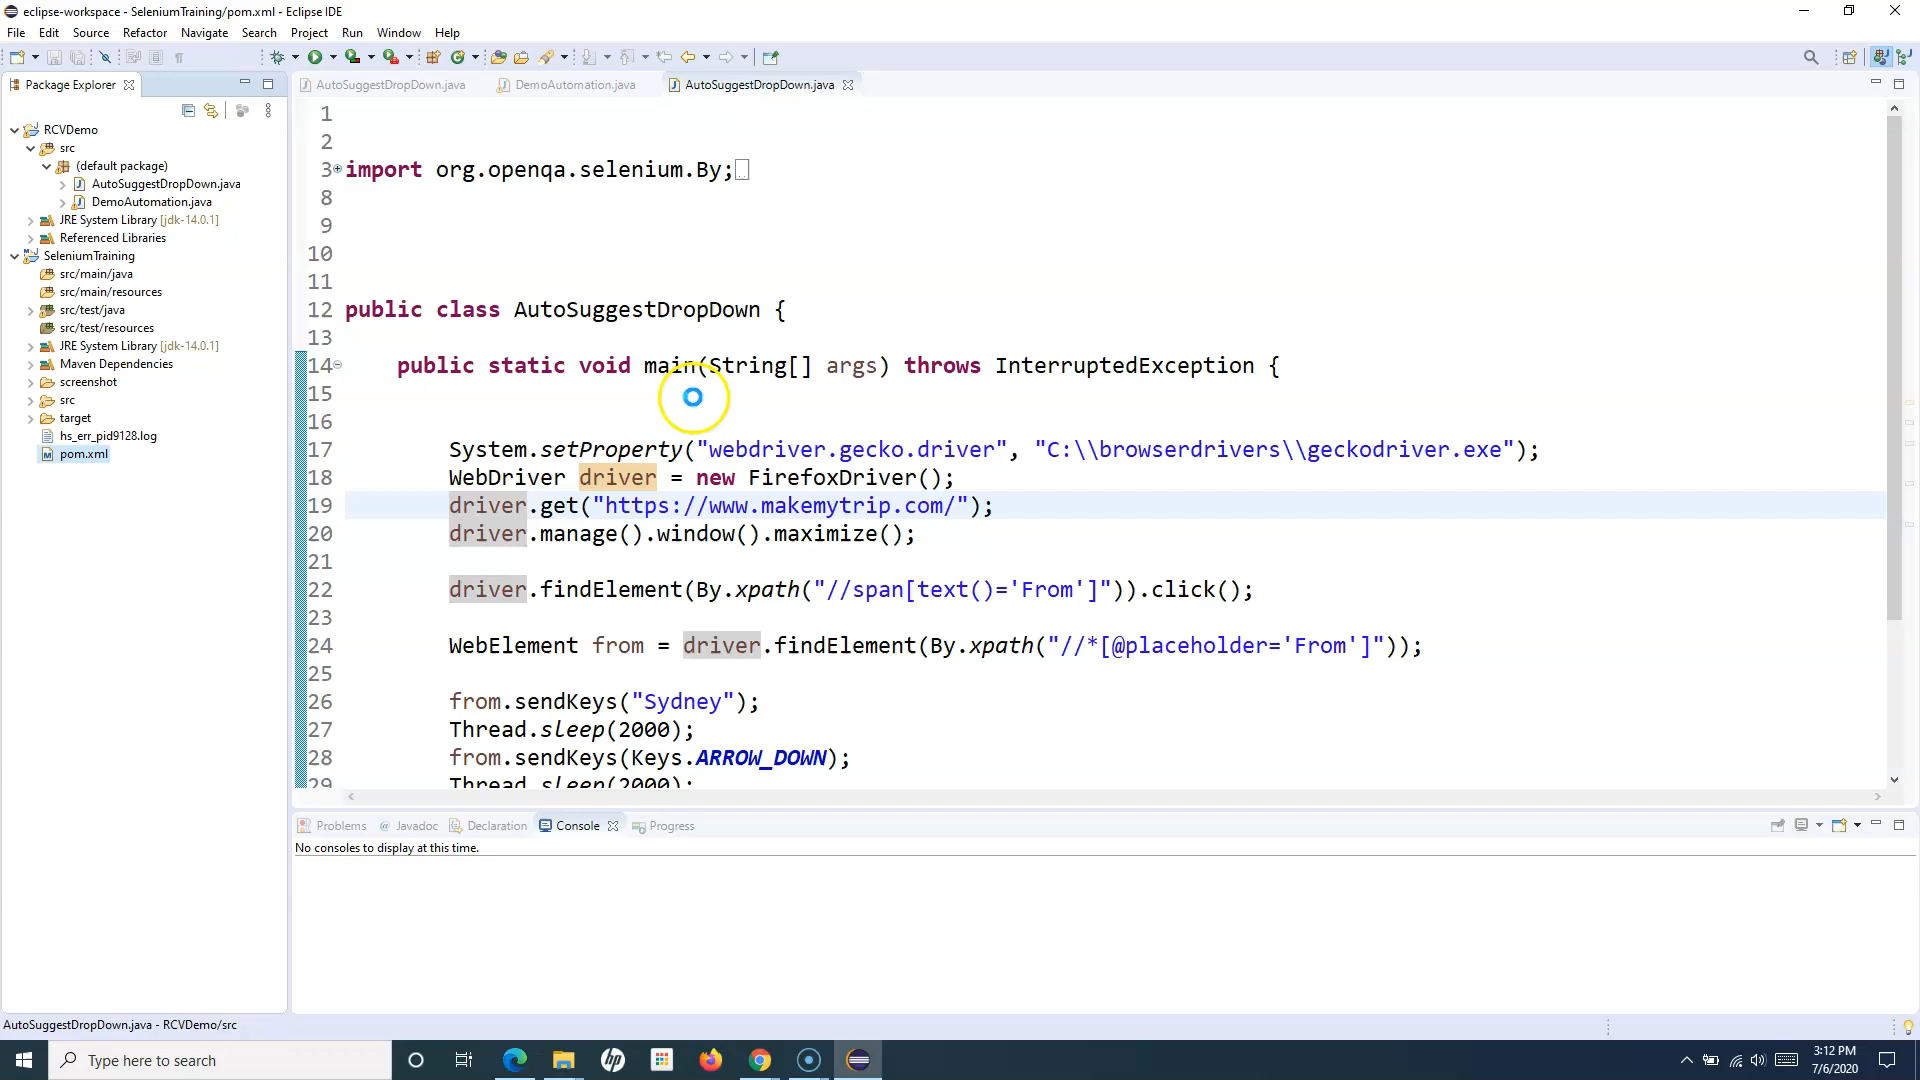 eclipse-workspace - SeleniumTraining/pom.xml - Eclipse IDE
File Edit Source Refactor Navigate Search Project Run Window Help
Package Explorer
AutoSuggestDropDown.java DemoAutomation.java AutoSuggestDropDown.java
RCVDemo
src
(default package)
AutoSuggestDropDown.java
DemoAutomation.java
JRE System Library [jdk-14.0.1]
Referenced Libraries
SeleniumTraining
src/main/java
src/main/resources
src/test/java
src/test/resources
JRE System Library [jdk-14.0.1]
Maven Dependencies
screenshot
src
target
hs_err_pid9128.log
pom.xml
1
2
3 import org.openqa.selenium.By;
8
9
10
11
12 public class AutoSuggestDropDown {
13
14 public static void main(String[] args) throws InterruptedException {
15
16
17 System.setProperty("webdriver.gecko.driver", "C:\\browserdrivers\\geckodriver.exe");
18 WebDriver driver = new FirefoxDriver();
19 driver.get("https://www.makemytrip.com/");
20 driver.manage().window().maximize();
21
22 driver.findElement(By.xpath("//span[text()='From']")).click();
23
24 WebElement from = driver.findElement(By.xpath("//*[@placeholder='From']"));
25
26 from.sendKeys("Sydney");
27 Thread.sleep(2000);
28 from.sendKeys(Keys.ARROW_DOWN);
29 Thread.sleep(2000);
Problems Javadoc Declaration Console Progress
No consoles to display at this time.
AutoSuggestDropDown.java - RCVDemo/src
Type here to search
3:12 PM
7/6/2020